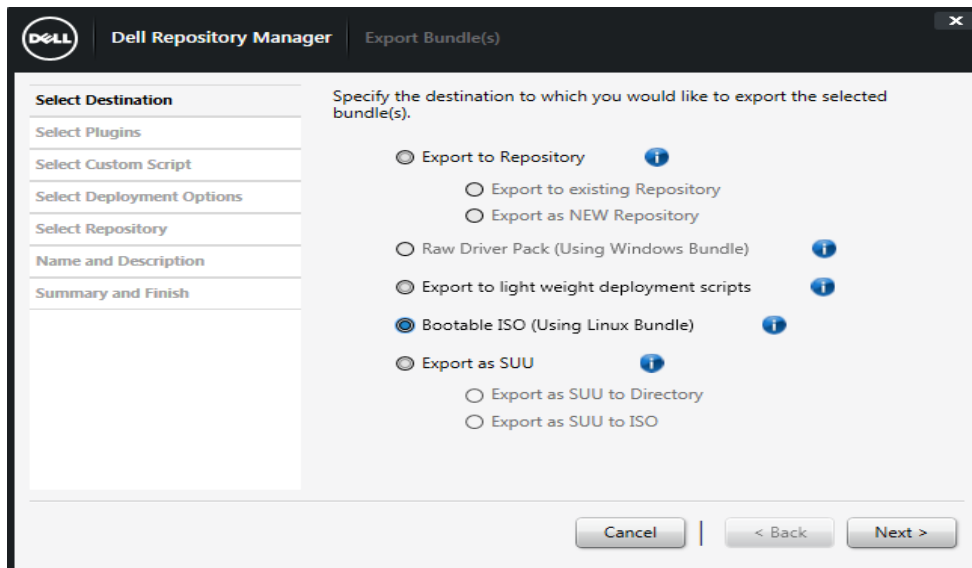 DELL
Dell Repository Manager
Export Bundle(s)
Select Destination
Select Plugins
Select Custom Script
Select Deployment Options
Select Repository
Name and Description
Summary and Finish
Specify the destination to which you would like to export the selected
bundle(s).
Export to Repository
Export to existing Repository
Export as NEW Repository
Raw Driver Pack (Using Windows Bundle)
Export to light weight deployment scripts
Bootable ISO (Using Linux Bundle)
Export as SUU
Export as SUU to Directory
Export as SUU to ISO
Cancel
< Back
Next >